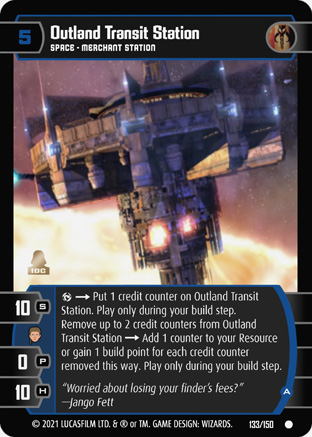 5
Outland Transit Station
SPACE - MERCHANT STATION
IDC
10 S
0 P
10 H
→ Put 1 credit counter on Outland Transit
Station. Play only during your build step.
Remove up to 2 credit counters from Outland
Transit Station → Add 1 counter to your Resource
or gain 1 build point for each credit counter
removed this way. Play only during your build step.
“Worried about losing your finder’s fees?”
—Jango Fett
A
© 2021 LUCASFILM LTD. & ® or TM. GAME DESIGN: WIZARDS.
133/150